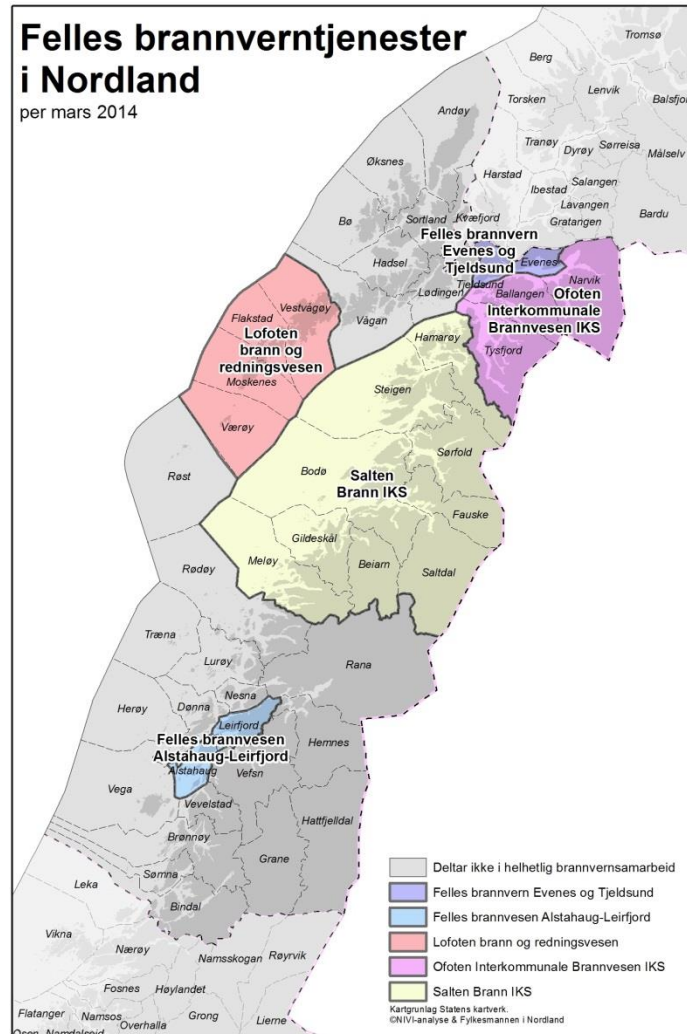 Felles brannverntjenester
i Nordland
per mars 2014
Tromsø
Berg
Lenvik
Torsken
Balsfjor
Andøy
Tranøy
Dyrøy
Sørreisa
Målselv
Øksnes
Harstad
Salangen
Ibestad
Lavangen
Bardu
Bø
Sortland
Kvæfjord
Gratangen
Felles brannvern
Evenes og
Tjeldsund
Evenes
Hadsel
Tjeldsund
Narvik
Lødingen
Ballangen
Ofoten
Interkommunale
Brannvesen IKS
Vestvågøy
Flakstad
Vågan
Hamarøy
Tysfjord
Lofoten
brann og
redningsvesen
Moskenes
Steigen
Værøy
Sørfold
Røst
Bodø
Salten
Brann IKS
Fauske
Gildeskål
Meløy
Beiarn
Saltdal
Rødøy
Træna
Lurøy
Rana
Nesna
Herøy
Dønna
Leirfjord
Felles brannvesen
Alstahaug-Leirfjord
Hemnes
Alstahaug
Vefsn
Vega
Vevelstad
Hattfjelldal
Brønnøy
Grane
Sømna
Leka
Bindal
Vikna
Nærøy
Namsskogan
Røyrvik
Fosnes
Høylandet
Flatanger
Namsos
Grong
Overhalla
Lierne
Osen
Namdalseid
Deltar ikke i helhetlig brannvernsamarbeid
Felles brannvern Evenes og Tjeldsund
Felles brannvesen Alstahaug-Leirfjord
Lofoten brann og redningsvesen
Ofoten Interkommunale Brannvesen IKS
Salten Brann IKS
Kartgrunlag Statens kartverk.
©NIVI-analyse & Fylkesmannen i Nordland